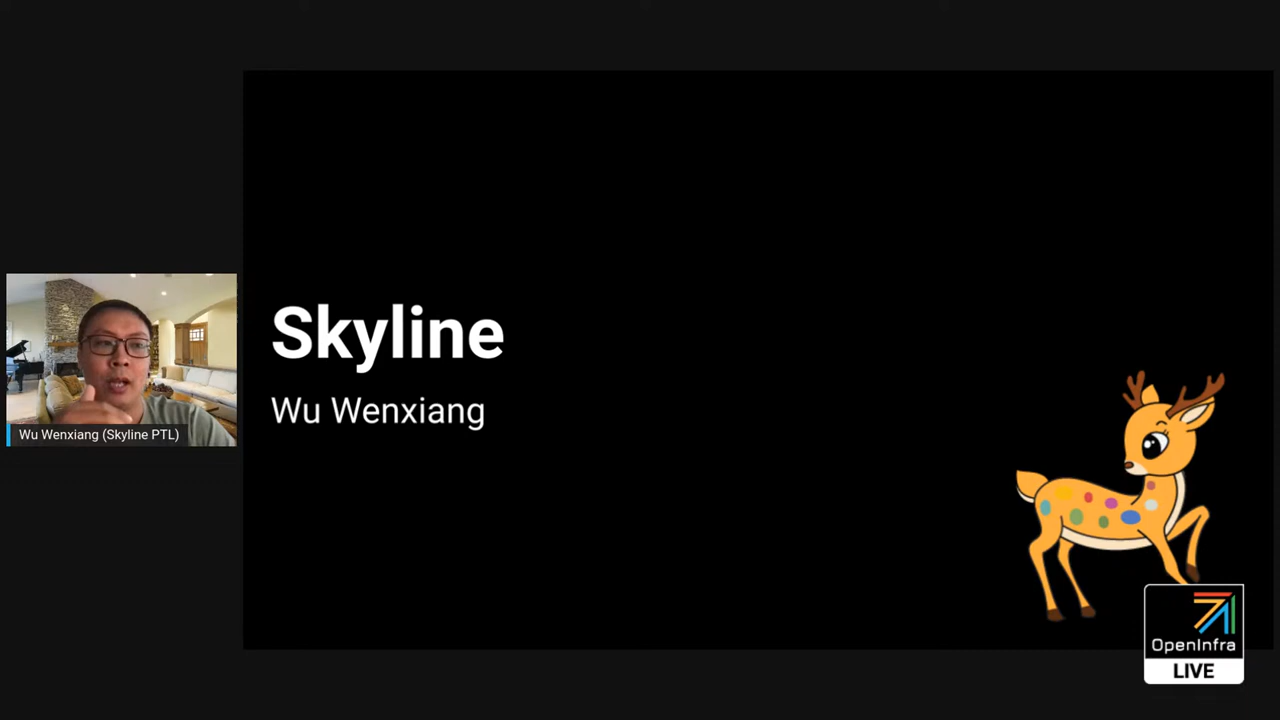 Skyline
Wu Wenxiang
Wu Wenxiang (Skyline PTL)
OpenInfra
LIVE